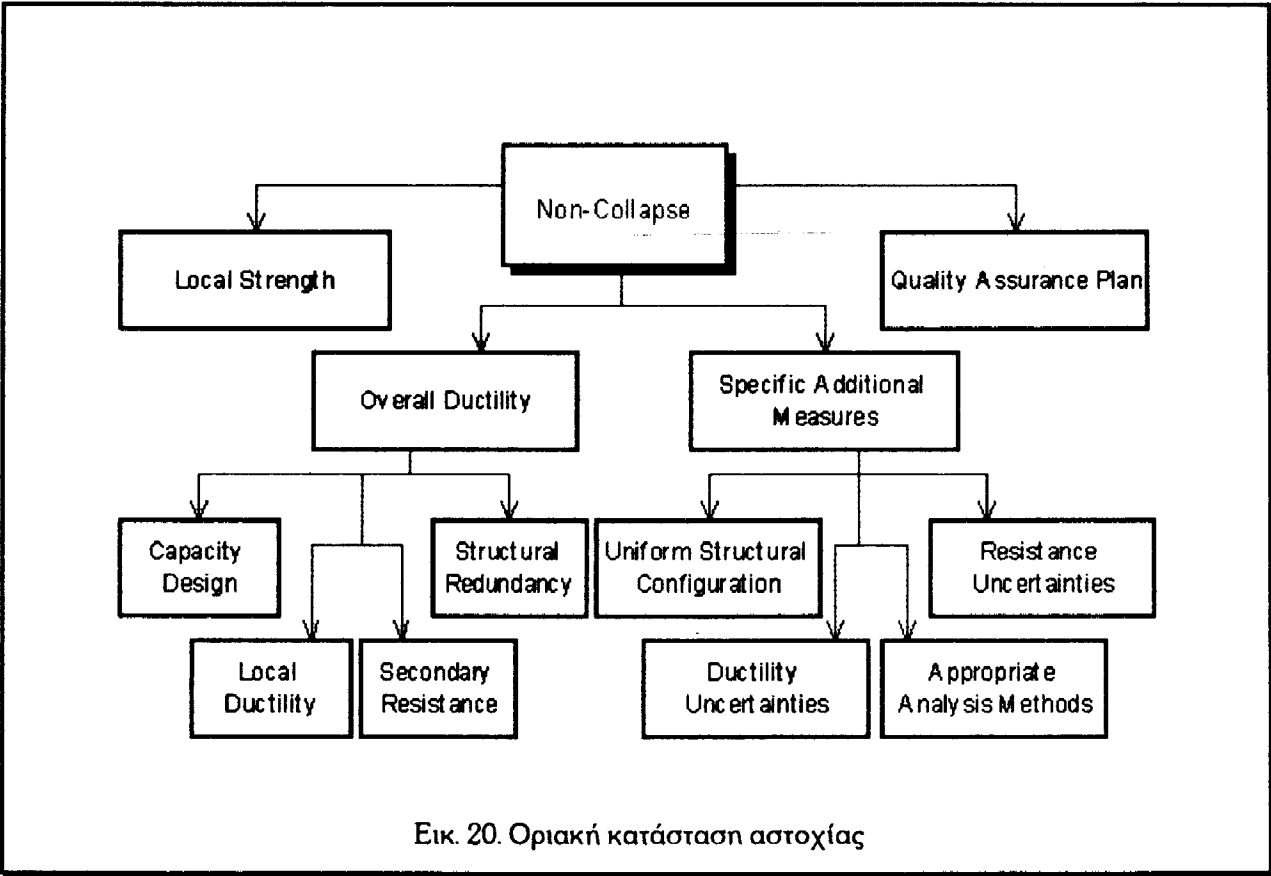 Non-Collapse
Local Strength
Quality Assurance Plan
Overall Ductility
Specific Additional
Measures
Capacity
Design
Structural
Redundancy
Uniform Structural
Configuration
Resistance
Uncertainties
Local
Ductility
Secondary
Resistance
Ductility
Uncertainties
Appropriate
Analysis Methods
Εικ. 20. Οριακή κατάσταση αστοχίας